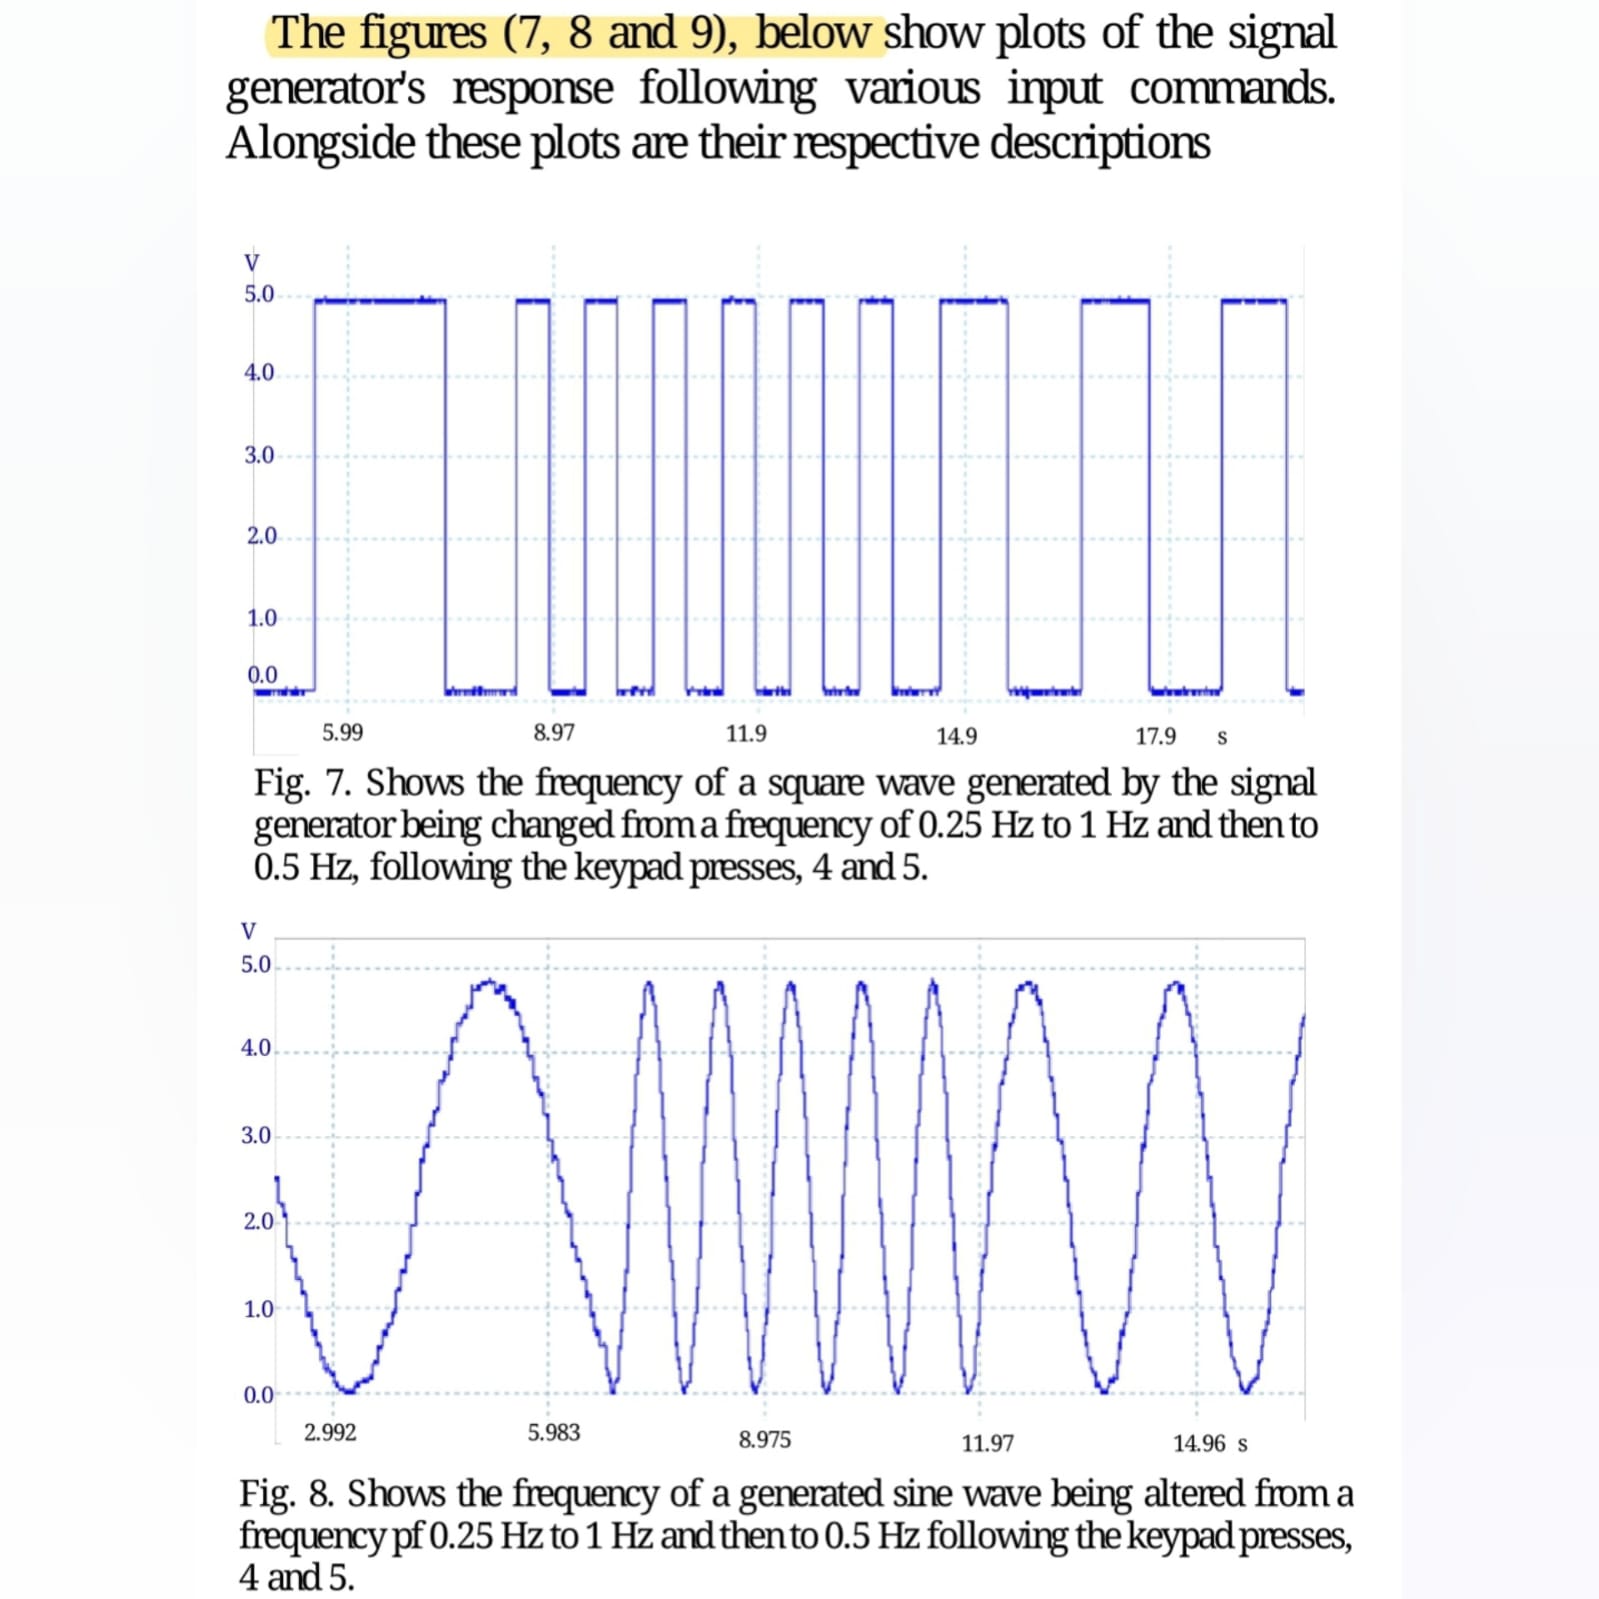 The figures (7, 8 and 9), below show plots of the signal
generator's response following various input commands.
Alongside these plots are their respective descriptions
V
5.0
4.0
3.0
2.0
1.0
0.0
5.99 8.97 11.9 14.9 17.9 s
Fig. 7. Shows the frequency of a square wave generated by the signal
generator being changed from a frequency of 0.25 Hz to 1 Hz and then to
0.5 Hz, following the keypad presses, 4 and 5.
V
5.0
4.0
3.0
2.0
1.0
0.0
2.992 5.983 8.975 11.97 14.96 s
Fig. 8. Shows the frequency of a generated sine wave being altered from a
frequency pf 0.25 Hz to 1 Hz and then to 0.5 Hz following the keypad presses,
4 and 5.